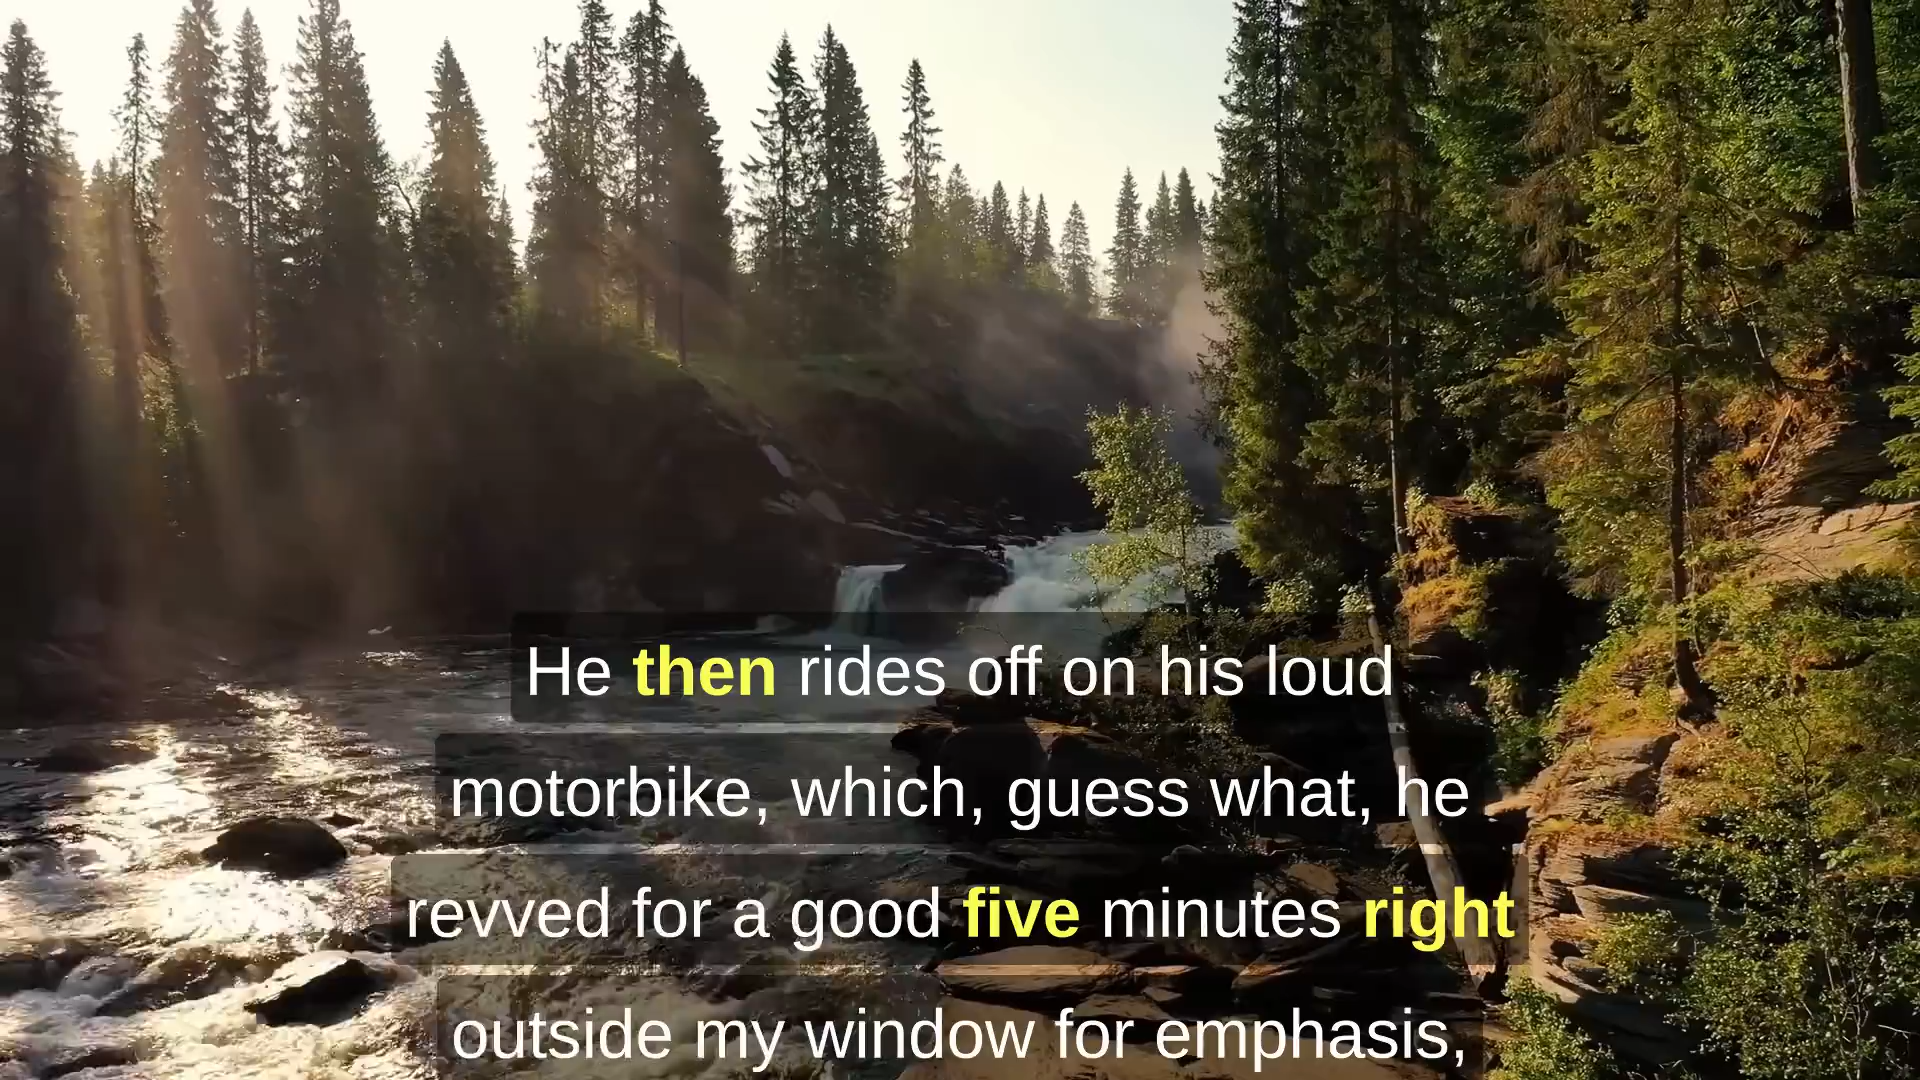 He then rides off on his loud
motorbike, which, guess what, he
revved for a good five minutes right
outside my window for emphasis,